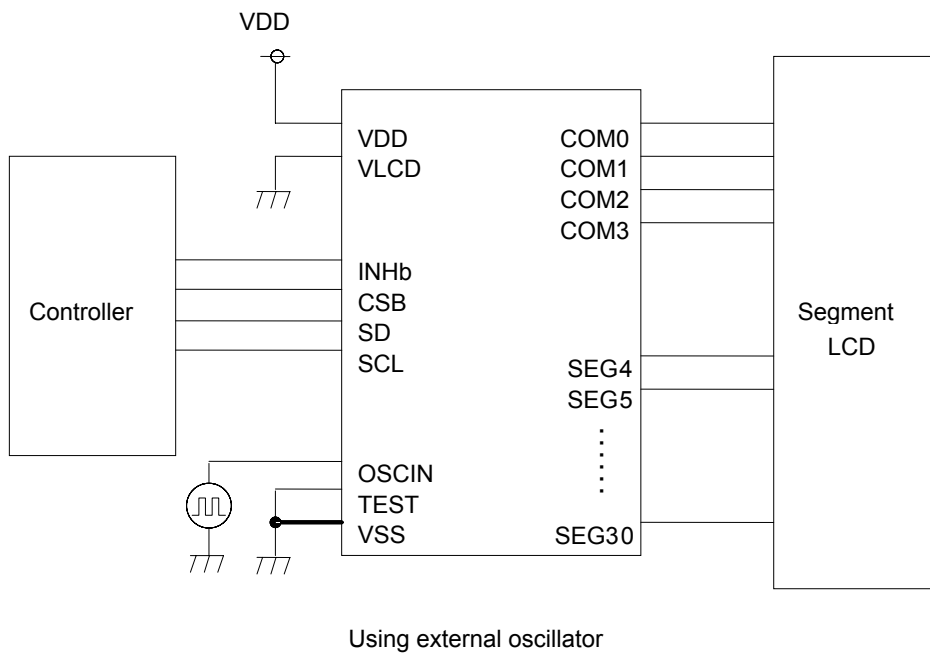 VDD
VDD
VLCD
INHb
CSB
SD
SCL
OSCIN
TEST
VSS
COM0
COM1
COM2
COM3
SEG4
SEG5
SEG30
Controller
Segment
LCD
Using external oscillator